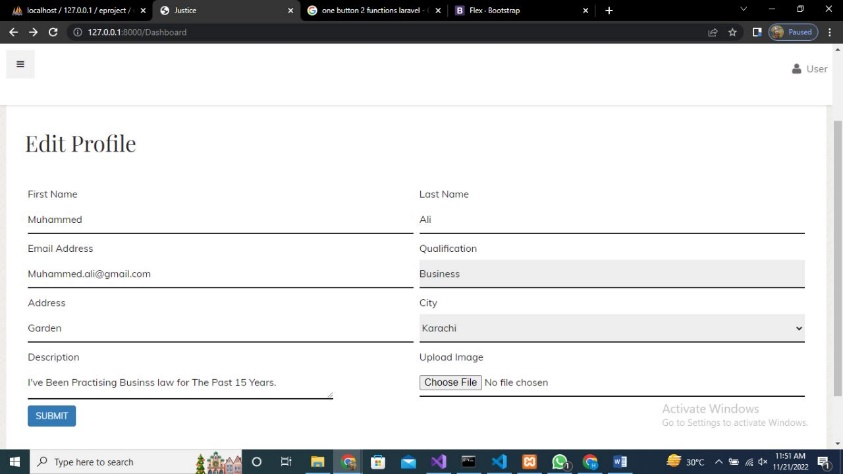 localhost / 127.0.0.1 / eproject /
Justice
one button 2 functions laravel -
Flex · Bootstrap
127.0.0.1:8000/Dashboard
Paused
User
Edit Profile
First Name
Last Name
Muhammed
Ali
Email Address
Qualification
Muhammed.ali@gmail.com
Business
Address
City
Garden
Karachi
Description
Upload Image
I've Been Practising Businss law for The Past 15 Years.
Choose File No file chosen
SUBMIT
Activate Windows
Go to Settings to activate Windows.
Type here to search
30°C
11:51 AM
11/21/2022